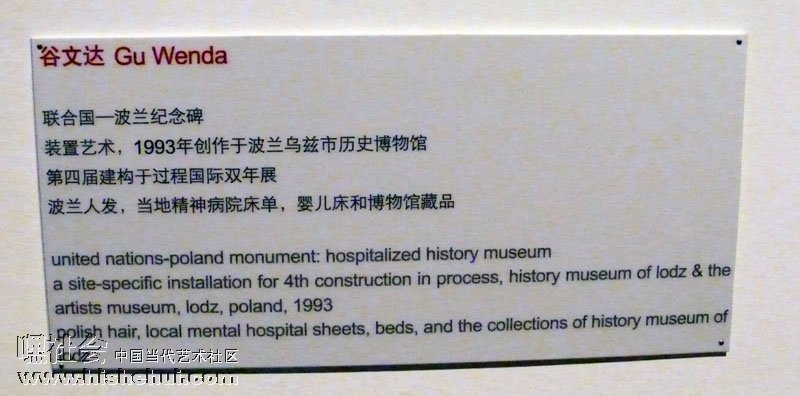 谷文达 Gu Wenda
联合国—波兰纪念碑
装置艺术，1993年创作于波兰乌兹市历史博物馆
第四届建构于过程国际双年展
波兰人发，当地精神病院床单，婴儿床和博物馆藏品
united nations-poland monument: hospitalized history museum
a site-specific installation for 4th construction in process, history museum of lodz & the
artists museum, lodz, poland, 1993
polish hair, local mental hospital sheets, beds, and the collections of history museum of
lodz
嘿社会 中国当代艺术社区
www.hishehui.com